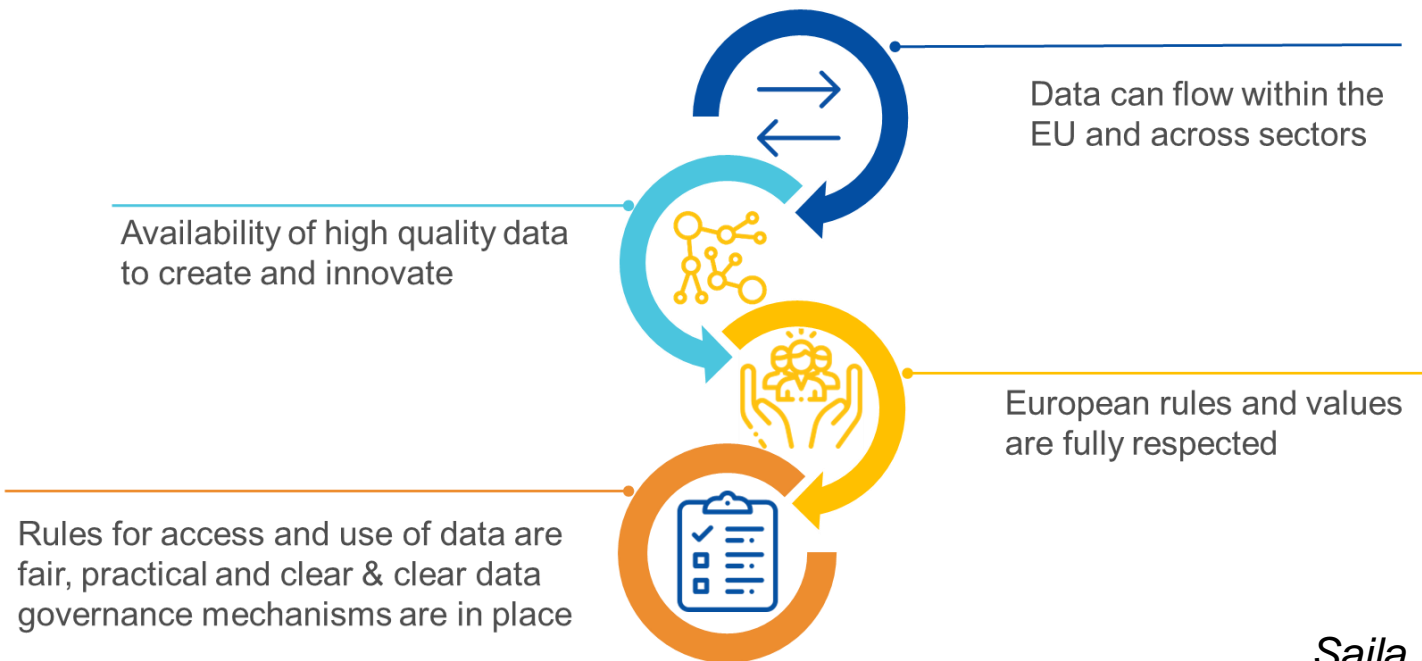 Data can flow within the
EU and across sectors
Availability of high quality data
to create and innovate
European rules and values
are fully respected
Rules for access and use of data are
fair, practical and clear & clear data
governance mechanisms are in place
Saila